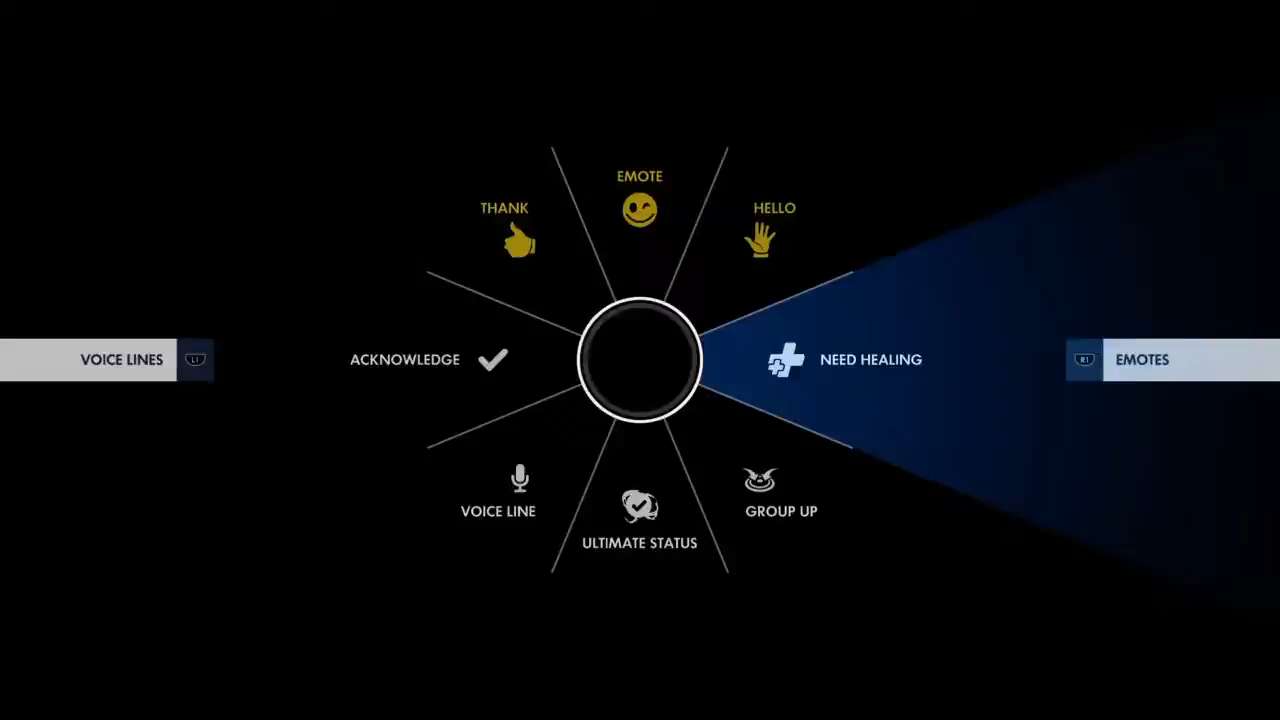 EMOTE
THANK
HELLO
VOICE LINES
L1
ACKNOWLEDGE
NEED HEALING
R1
EMOTES
VOICE LINE
GROUP UP
ULTIMATE STATUS